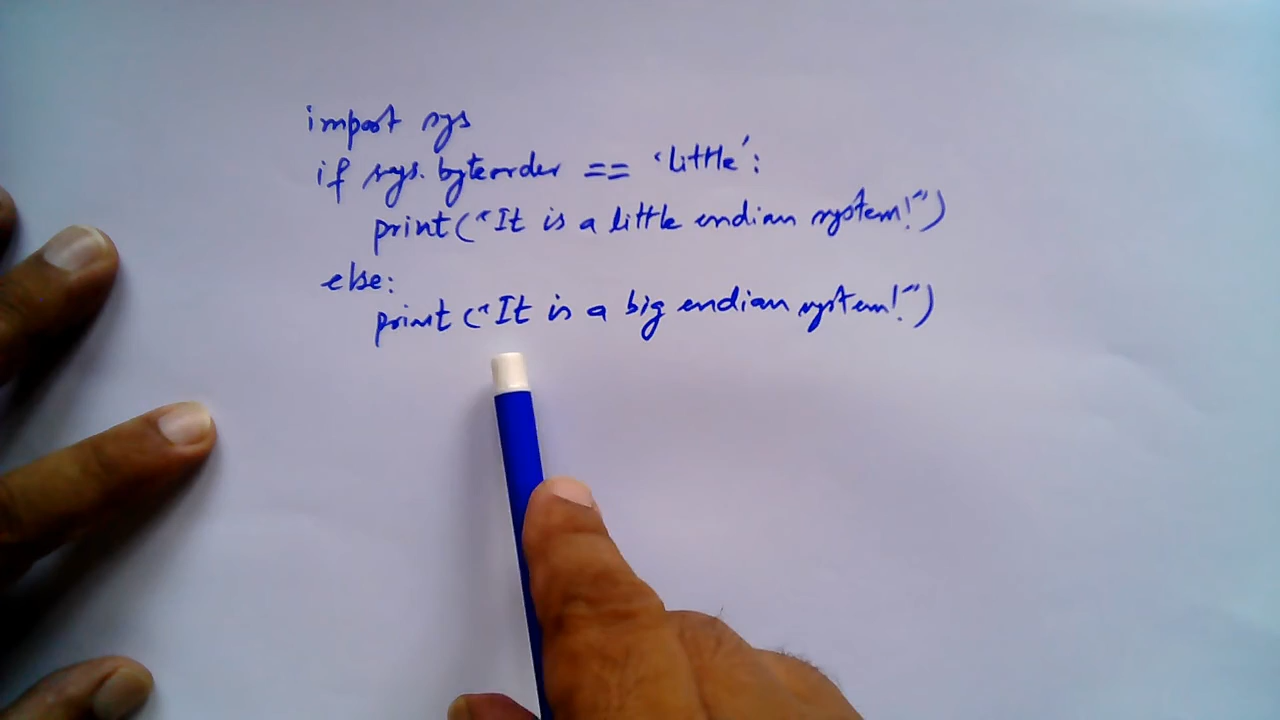 import sys
if sys.byteorder == 'little':
print("It is a little endian system!")
else:
print("It is a big endian system!")